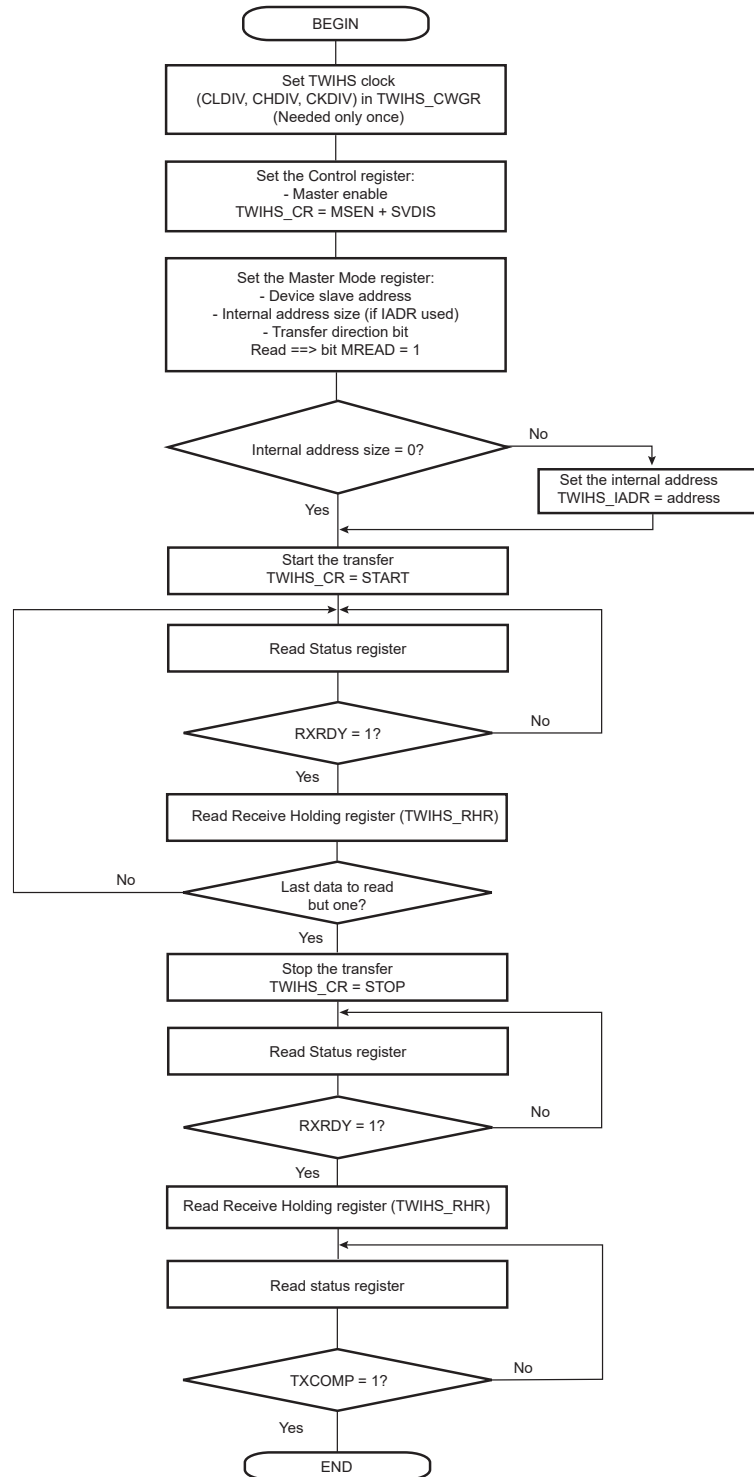 BEGIN
Set TWIHS clock
(CLDIV, CHDIV, CKDIV) in TWIHS_CWGR
(Needed only once)
Set the Control register:
- Master enable
TWIHS_CR = MSEN + SVDIS
Set the Master Mode register:
- Device slave address
- Internal address size (if IADR used)
- Transfer direction bit
Read ==> bit MREAD = 1
Internal address size = 0?
No
Set the internal address
TWIHS_IADR = address
Yes
Start the transfer
TWIHS_CR = START
Read Status register
RXRDY = 1?
No
Yes
Read Receive Holding register (TWIHS_RHR)
Last data to read
but one?
No
Yes
Stop the transfer
TWIHS_CR = STOP
Read Status register
RXRDY = 1?
No
Yes
Read Receive Holding register (TWIHS_RHR)
Read status register
TXCOMP = 1?
No
Yes
END